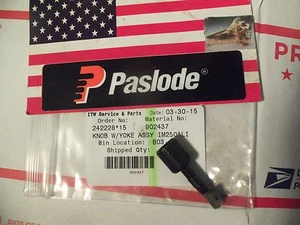 Paslode
ITW Service & Parts Date: 03-30-15
Order No: Material No:
242228*15 902437
KNOB W/YOKE ASSY IM250ALI
Bin Location: B03
Shipped Qty: